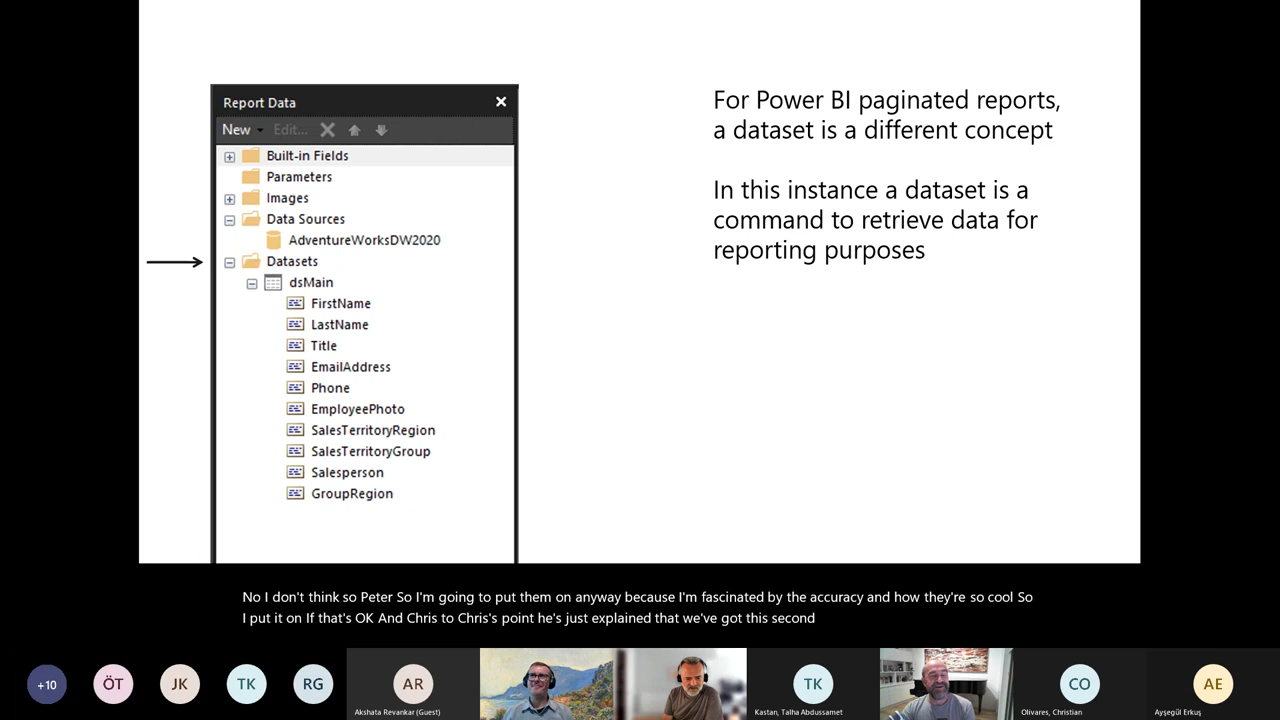 Report Data
New Edit...
Built-in Fields
Parameters
Images
Data Sources
AdventureWorksDW2020
Datasets
dsMain
FirstName
LastName
Title
EmailAddress
Phone
EmployeePhoto
SalesTerritoryRegion
SalesTerritoryGroup
Salesperson
GroupRegion
For Power BI paginated reports,
a dataset is a different concept
In this instance a dataset is a
command to retrieve data for
reporting purposes
No I don't think so Peter So I'm going to put them on anyway because I'm fascinated by the accuracy and how they're so cool So
I put it on If that's OK And Chris to Chris's point he's just explained that we've got this second
+10
ÖT
JK
TK
RG
AR
Akshata Revankar (Guest)
TK
Kastan, Talha Abdussamet
CO
Olivares, Christian
AE
Ayşegül Erkuş